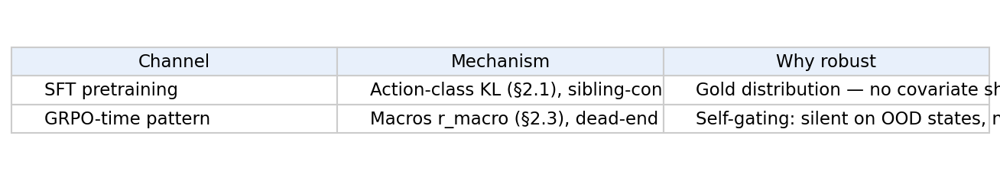 Channel Mechanism Why robust
SFT pretraining Action-class KL (§2.1), sibling-con Gold distribution — no covariate sh
GRPO-time pattern Macros r_macro (§2.3), dead-end Self-gating: silent on OOD states, r